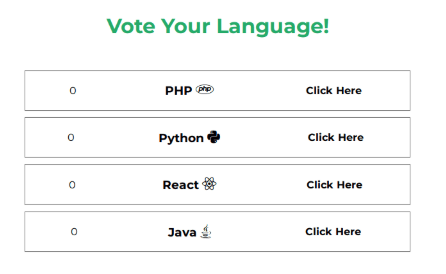 Vote Your Language!
0 PHP php Click Here
0 Python Click Here
0 React Click Here
0 Java Click Here